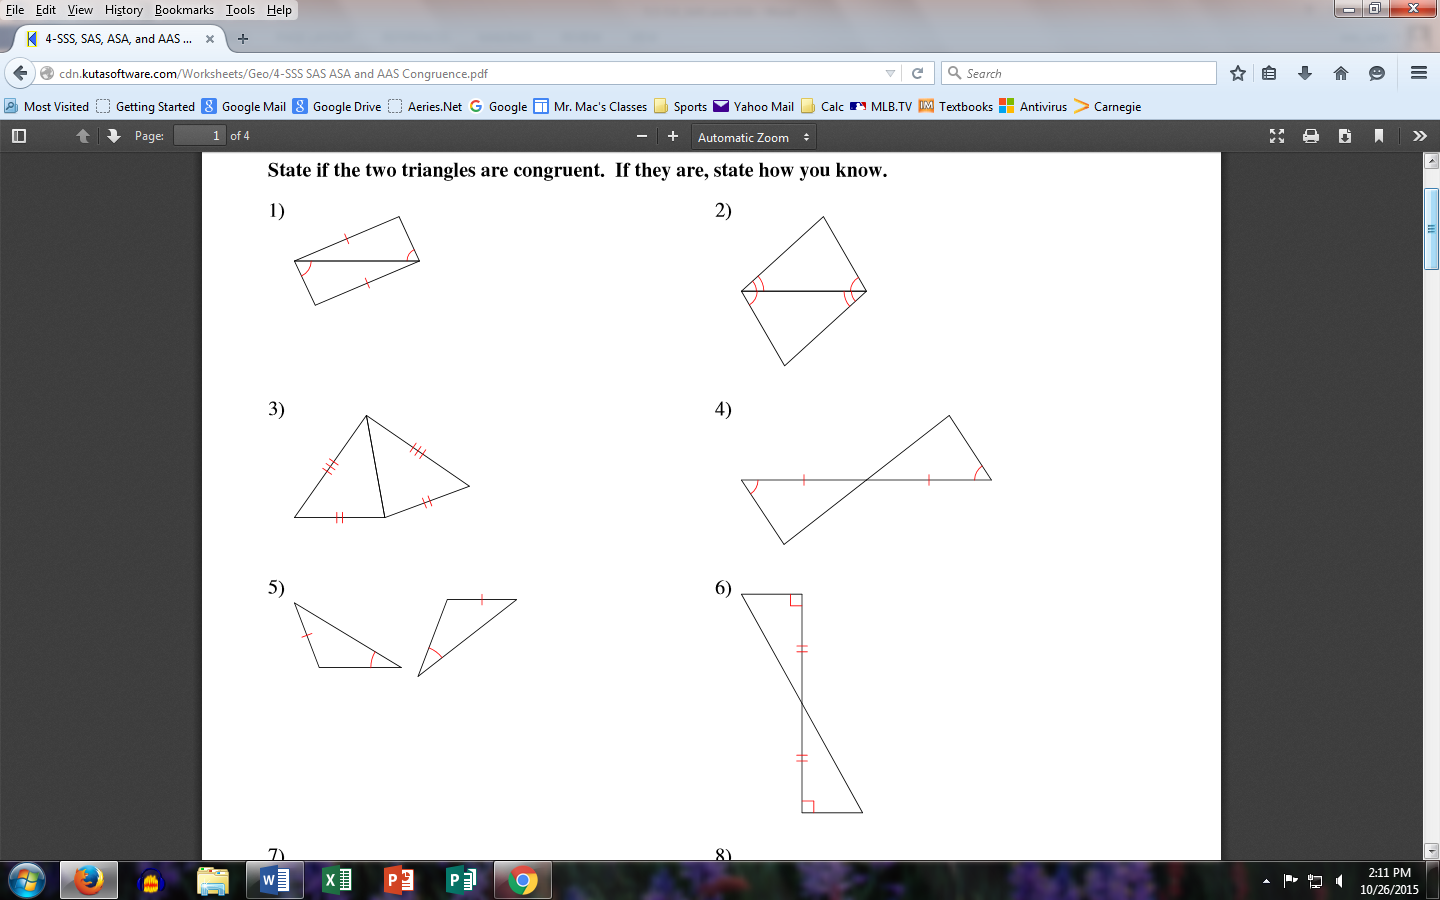 File Edit View History Bookmarks Tools Help
4-SSS, SAS, ASA, and AAS ...
cdn.kutasoftware.com/Worksheets/Geo/4-SSS SAS ASA and AAS Congruence.pdf
Search
Most Visited Getting Started Google Mail Google Drive Aeries.Net Google Mr. Mac's Classes Sports Yahoo Mail Calc MLB.TV Textbooks Antivirus Carnegie
Page: 1 of 4
Automatic Zoom
State if the two triangles are congruent. If they are, state how you know.
1) 2)
3) 4)
5) 6)
7) 8)
2:11 PM
10/26/2015